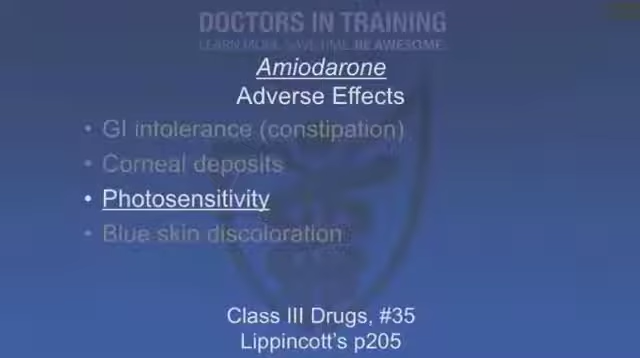 DOCTORS IN TRAINING
LEARN MORE. SAVE TIME. BE AWESOME.
Amiodarone
Adverse Effects
• GI intolerance (constipation)
• Corneal deposits
• Photosensitivity
• Blue skin discoloration
Class III Drugs, #35
Lippincott's p205